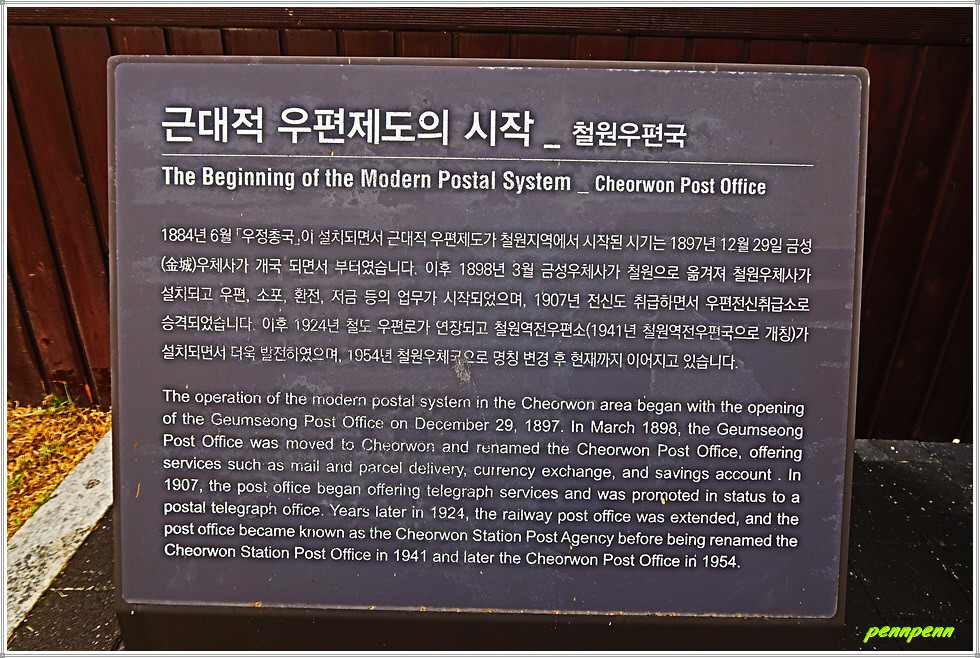 근대적 우편제도의 시작 _ 철원우편국
The Beginning of the Modern Postal System _ Cheorwon Post Office
1884년 6월 「우정총국」이 설치되면서 근대적 우편제도가 철원지역에서 시작된 시기는 1897년 12월 29일 금성
(金城)우체사가 개국 되면서 부터였습니다. 이후 1898년 3월 금성우체사가 철원으로 옮겨져 철원우체사가
설치되고 우편, 소포, 환전, 저금 등의 업무가 시작되었으며, 1907년 전신도 취급하면서 우편전신취급소로
승격되었습니다. 이후 1924년 철도 우편로가 연장되고 철원역전우편소(1941년 철원역전우편국으로 개칭)가
설치되면서 더욱 발전하였으며, 1954년 철원우체국으로 명칭 변경 후 현재까지 이어지고 있습니다.
The operation of the modern postal system in the Cheorwon area began with the opening
of the Geumseong Post Office on December 29, 1897. In March 1898, the Geumseong
Post Office was moved to Cheorwon and renamed the Cheorwon Post Office, offering
services such as mail and parcel delivery, currency exchange, and savings account . In
1907, the post office began offering telegraph services and was promoted in status to a
postal telegraph office. Years later in 1924, the railway post office was extended, and the
post office became known as the Cheorwon Station Post Agency before being renamed the
Cheorwon Station Post Office in 1941 and later the Cheorwon Post Office in 1954.
pennpenn